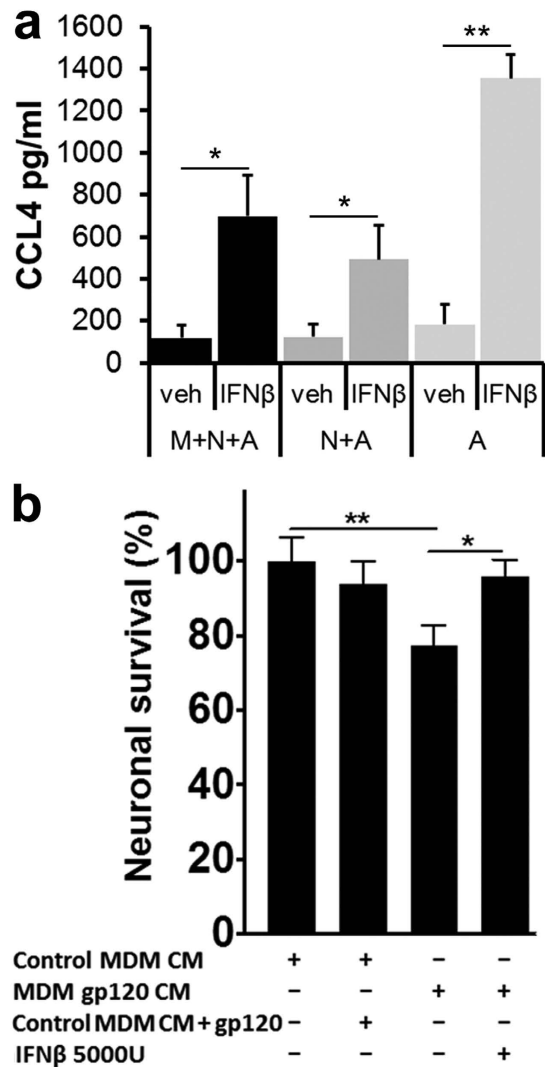 a
CCL4 pg/ml
1600
1400
1200
1000
800
600
400
200
0
* * **
veh IFNβ veh IFNβ veh IFNβ
M+N+A N+A A
b
Neuronal survival (%)
100
80
60
40
20
0
** *
Control MDM CM + + − −
MDM gp120 CM − − + +
Control MDM CM + gp120 − + − −
IFNβ 5000U − − − +